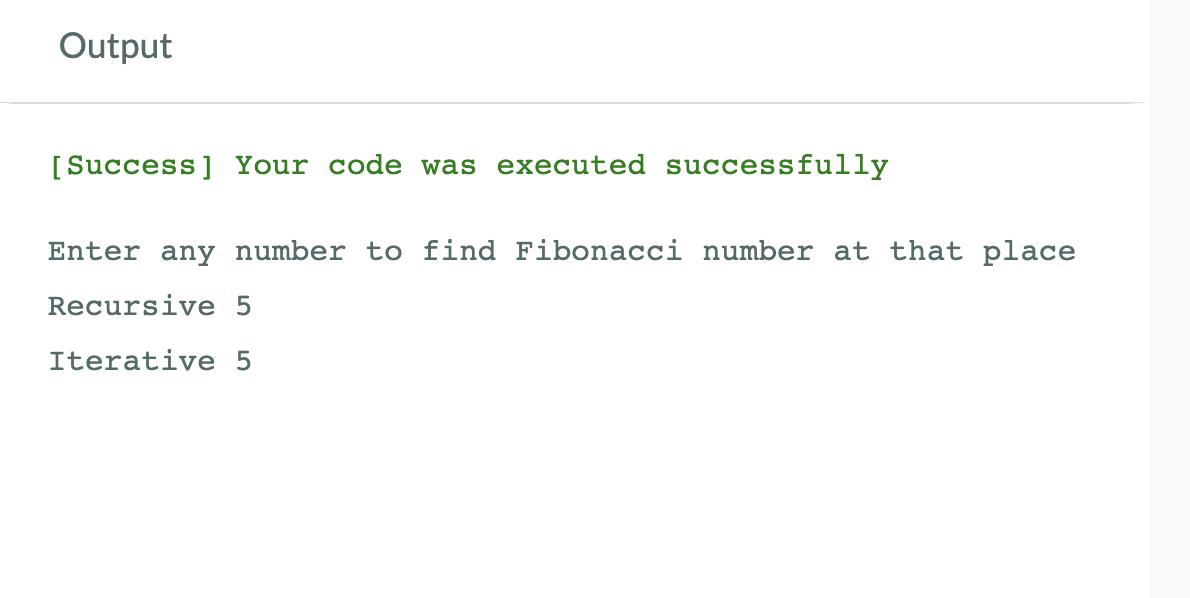 Output
[Success] Your code was executed successfully
Enter any number to find Fibonacci number at that place
Recursive 5
Iterative 5